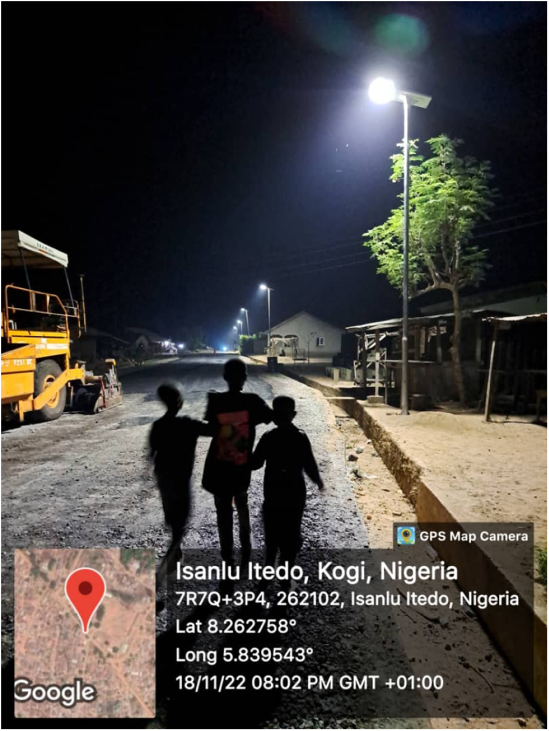 GPS Map Camera
Isanlu Itedo, Kogi, Nigeria
7R7Q+3P4, 262102, Isanlu Itedo, Nigeria
Lat 8.262758°
Long 5.839543°
18/11/22 08:02 PM GMT +01:00
Google